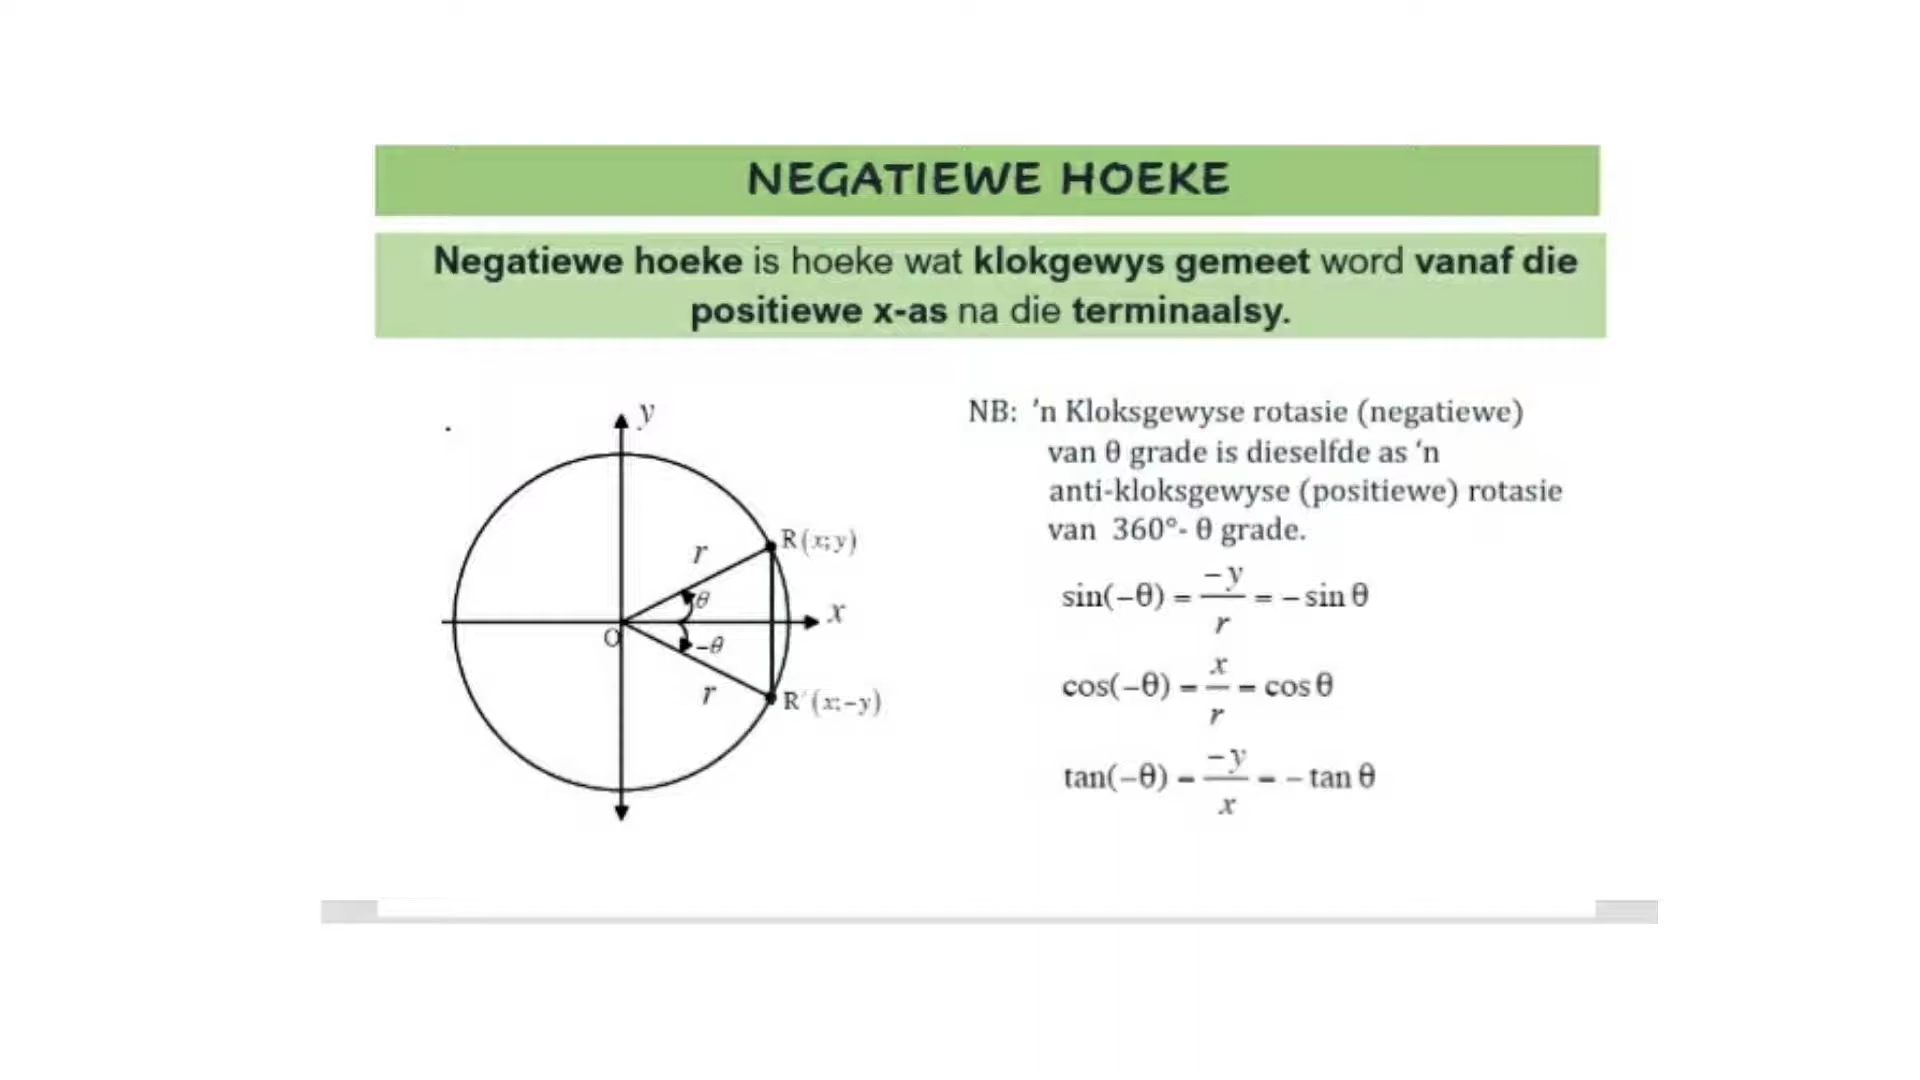 NEGATIEWE HOEKE
Negatiewe hoeke is hoeke wat klokgewys gemeet word vanaf die
positiewe x-as na die terminaalsy.
y
R(x;y)
r
θ
x
O
-θ
r
R´(x;-y)
NB: ’n Kloksgewyse rotasie (negatiewe)
van θ grade is dieselfde as ‘n
anti-kloksgewyse (positiewe) rotasie
van 360°- θ grade.
sin(−θ) = −y/r = − sin θ
cos(−θ) = x/r = cos θ
tan(−θ) = −y/x = − tan θ